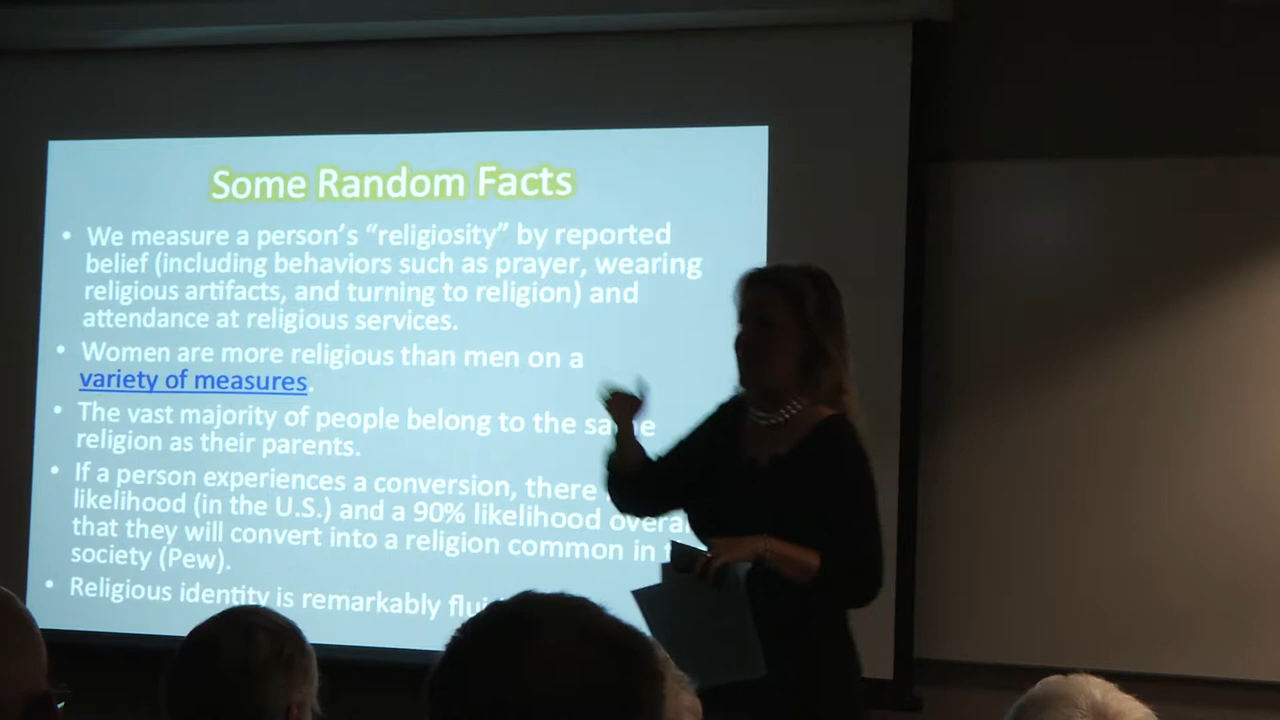 Some Random Facts
• We measure a person's “religiosity” by reported
belief (including behaviors such as prayer, wearing
religious artifacts, and turning to religion) and
attendance at religious services.
• Women are more religious than men on a
variety of measures.
• The vast majority of people belong to the same
religion as their parents.
• If a person experiences a conversion, there
likelihood (in the U.S.) and a 90% likelihood overal
that they will convert into a religion common in
society (Pew).
• Religious identity is remarkably flui